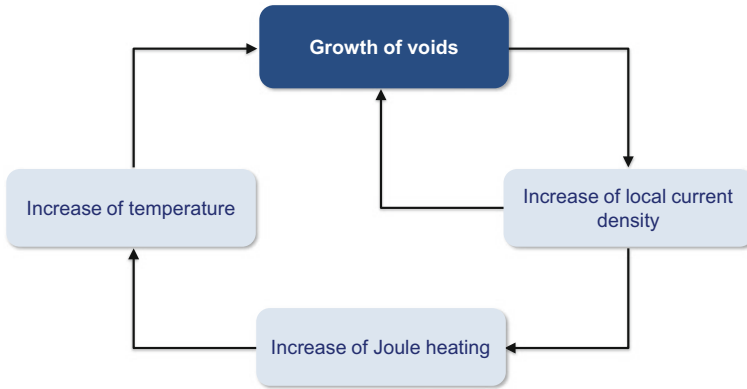 Growth of voids
Increase of temperature
Increase of local current
density
Increase of Joule heating